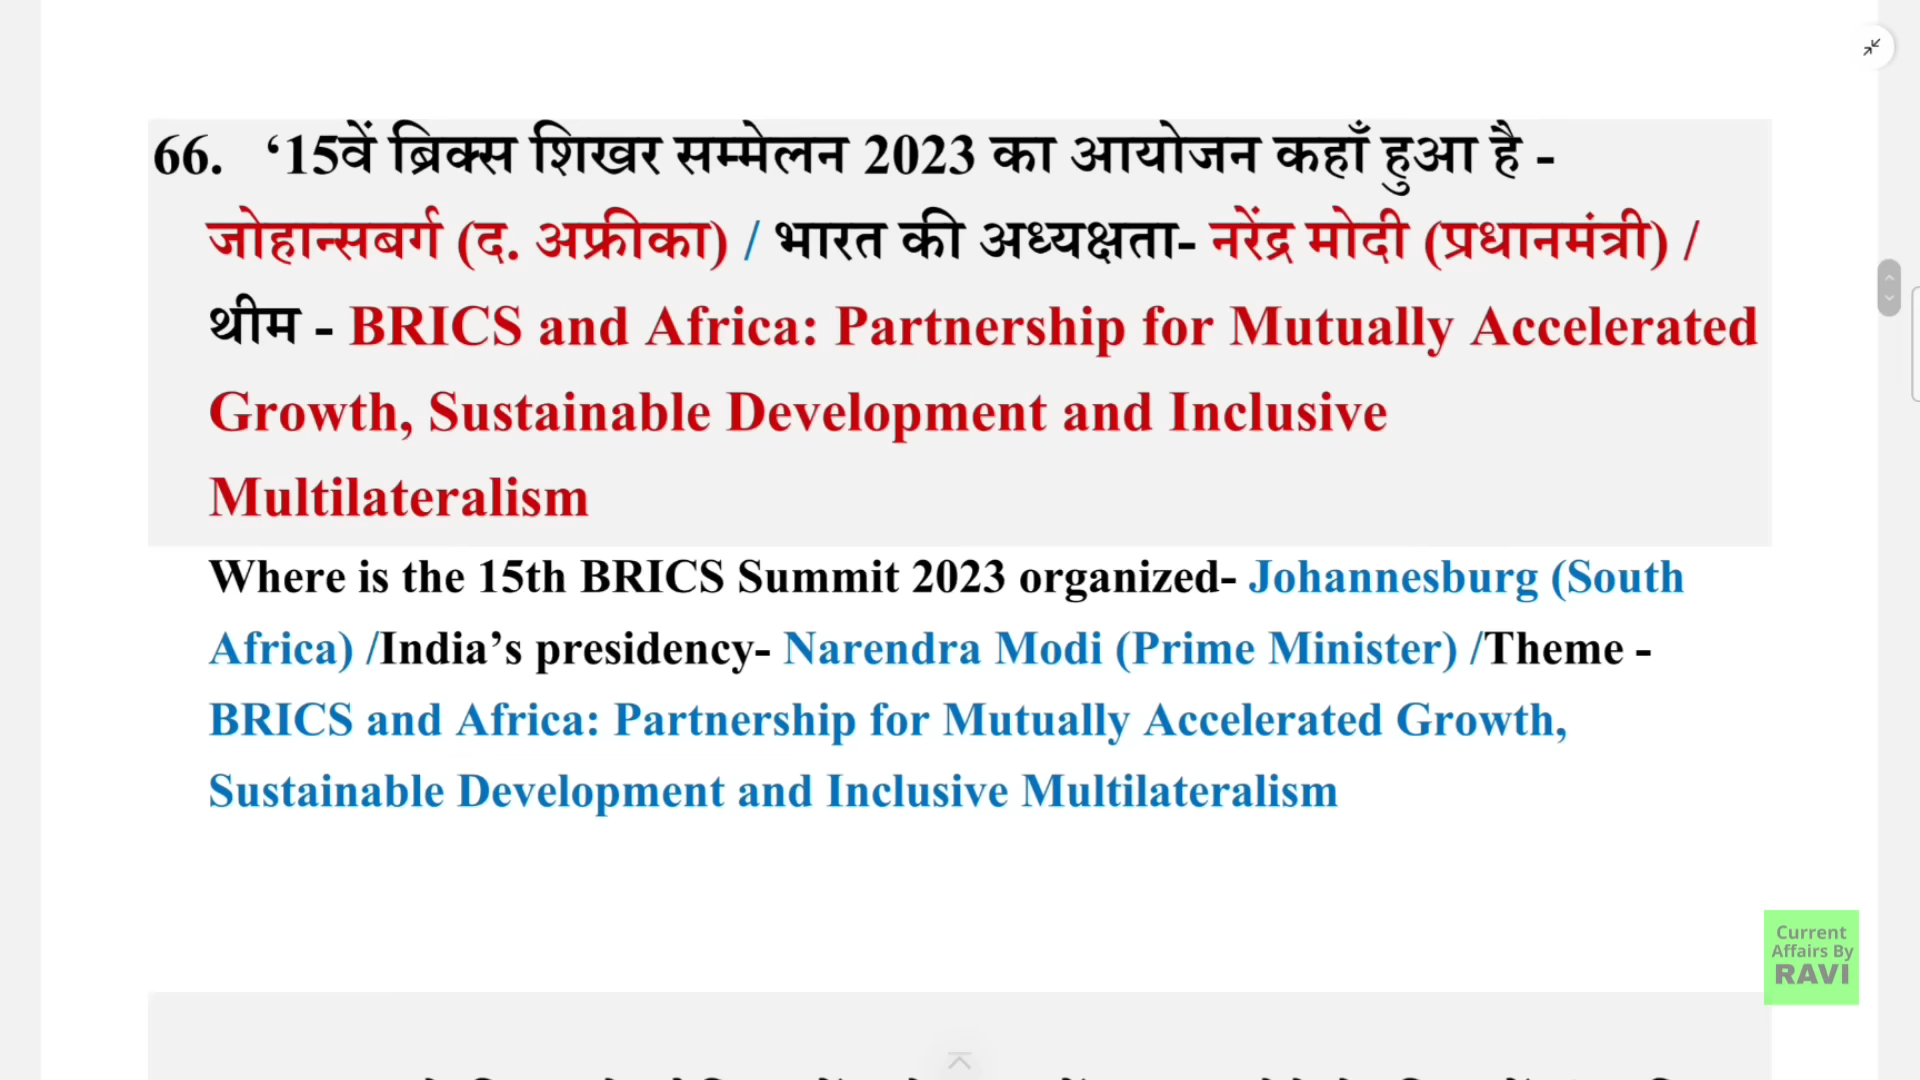 66. ‘15वें ब्रिक्स शिखर सम्मेलन 2023 का आयोजन कहाँ हुआ है -
जोहान्सबर्ग (द. अफ्रीका) / भारत की अध्यक्षता- नरेंद्र मोदी (प्रधानमंत्री) /
थीम - BRICS and Africa: Partnership for Mutually Accelerated
Growth, Sustainable Development and Inclusive
Multilateralism
Where is the 15th BRICS Summit 2023 organized- Johannesburg (South
Africa) /India’s presidency- Narendra Modi (Prime Minister) /Theme -
BRICS and Africa: Partnership for Mutually Accelerated Growth,
Sustainable Development and Inclusive Multilateralism
Current
Affairs By
RAVI